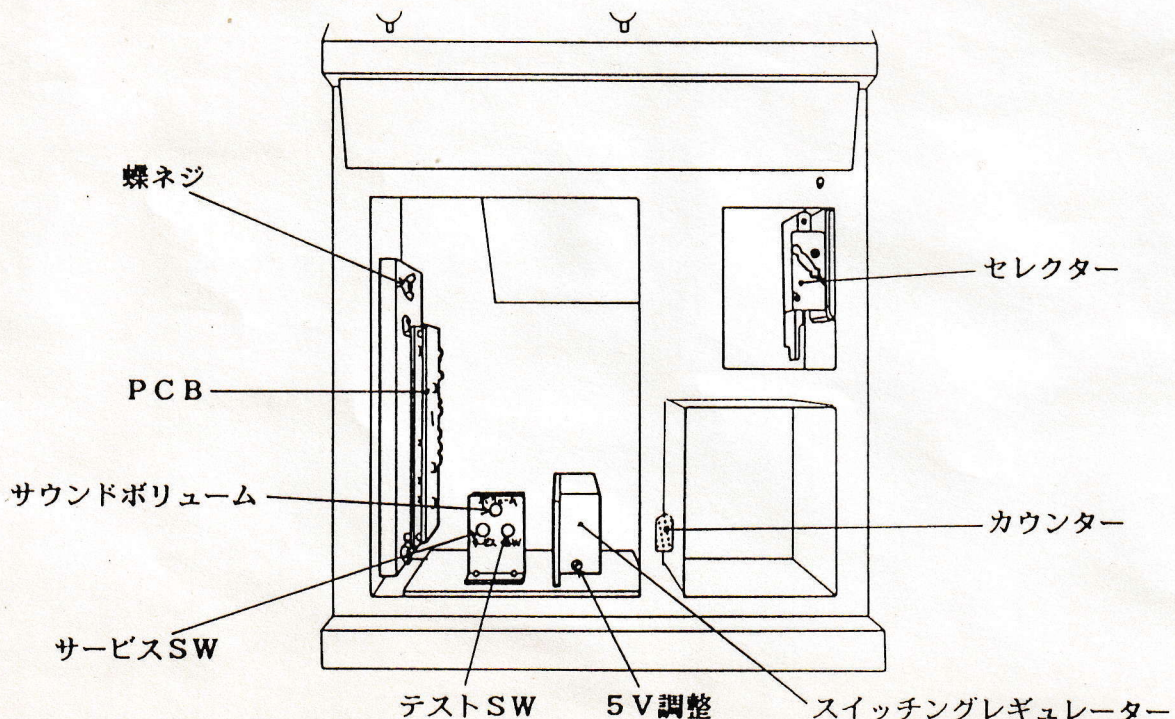 蝶ネジ
セレクター
PCB
サウンドボリューム
カウンター
サービスSW
テストSW
5V調整
スイッチングレギュレーター